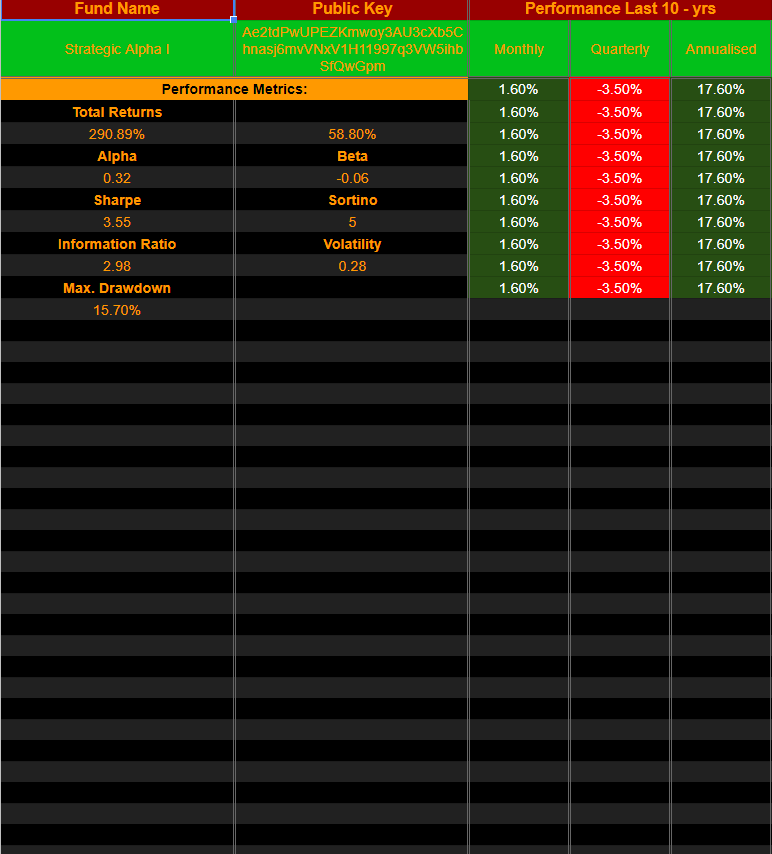 Fund Name Public Key Performance Last 10 - yrs
Ae2tdPwUPEZKmwoy3AU3cXb5C
Strategic Alpha I hnasj6mvVNxV1H11997q3VW5ihb Monthly Quarterly Annualised
SfQwGpm
Performance Metrics: 1.60% -3.50% 17.60%
Total Returns 1.60% -3.50% 17.60%
290.89% 58.80% 1.60% -3.50% 17.60%
Alpha Beta 1.60% -3.50% 17.60%
0.32 -0.06 1.60% -3.50% 17.60%
Sharpe Sortino 1.60% -3.50% 17.60%
3.55 5 1.60% -3.50% 17.60%
Information Ratio Volatility 1.60% -3.50% 17.60%
2.98 0.28 1.60% -3.50% 17.60%
Max. Drawdown 1.60% -3.50% 17.60%
15.70%